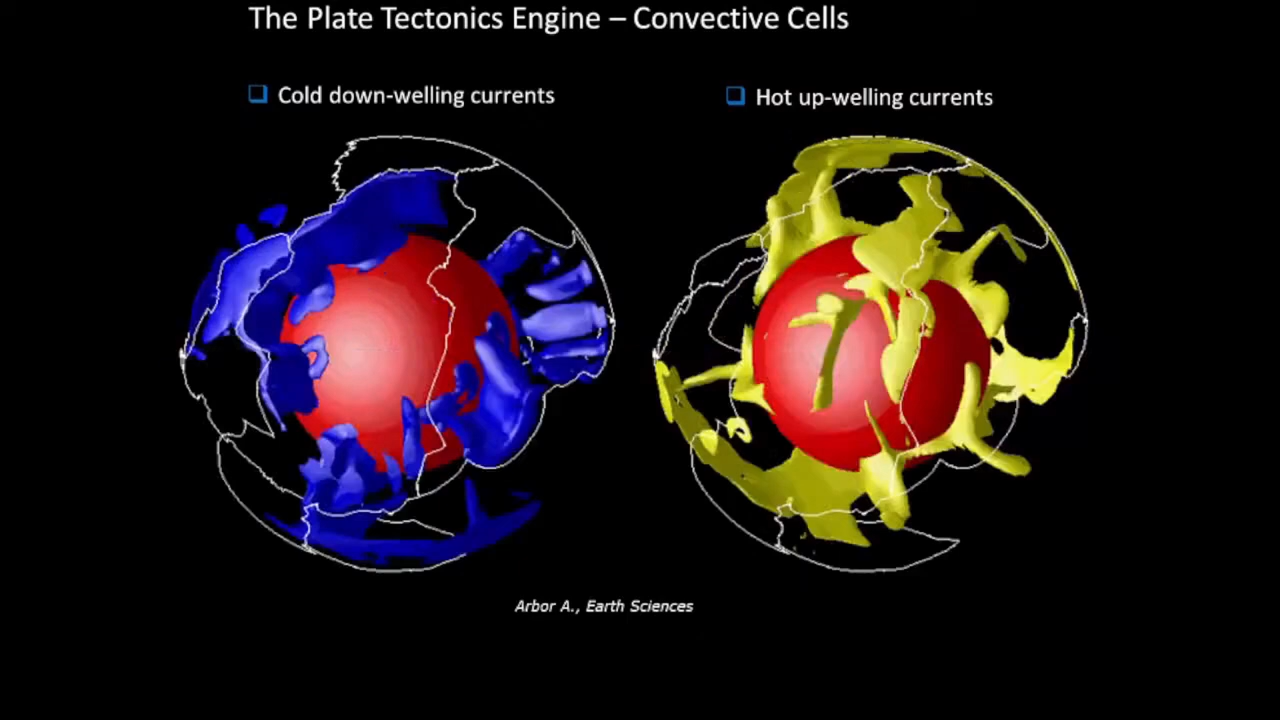 The Plate Tectonics Engine – Convective Cells
Cold down-welling currents
Hot up-welling currents
Arbor A., Earth Sciences